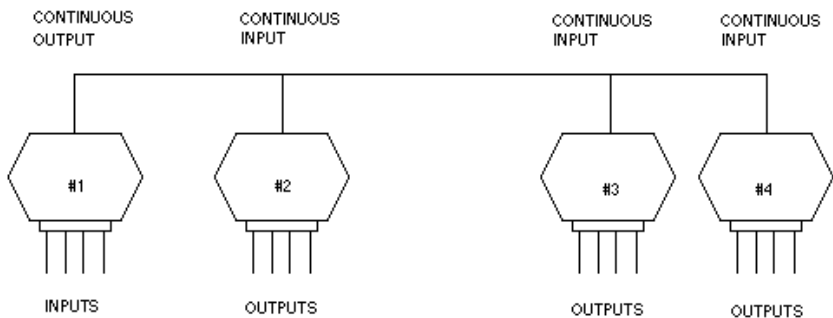 CONTINUOUS
OUTPUT
CONTINUOUS
INPUT
CONTINUOUS
INPUT
CONTINUOUS
INPUT
#1
#2
#3
#4
INPUTS
OUTPUTS
OUTPUTS
OUTPUTS